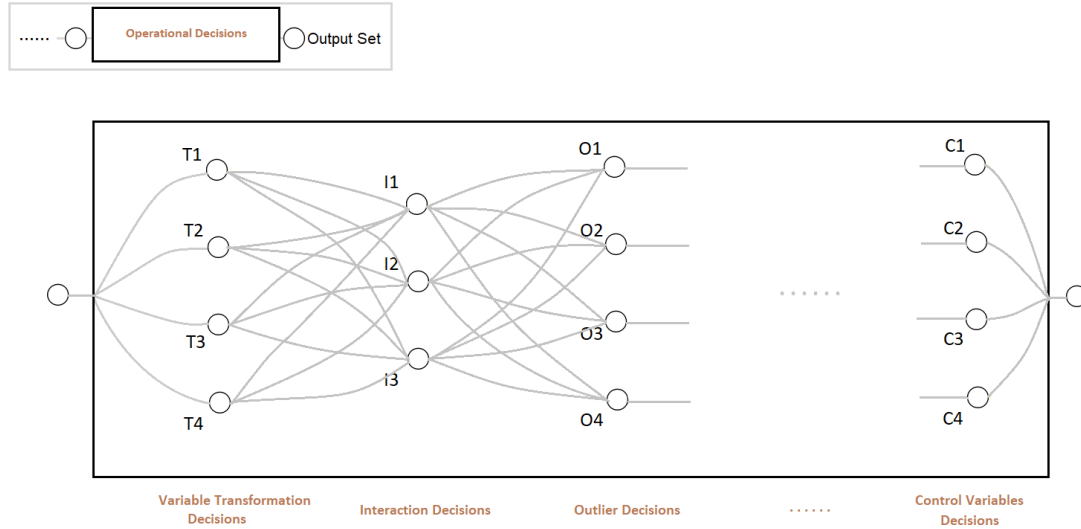 ...... Operational Decisions Output Set
T1 I1 O1 C1
T2 I2 O2 C2
T3 I3 O3 C3
T4 O4 C4
......
Variable Transformation Decisions
Interaction Decisions
Outlier Decisions
......
Control Variables Decisions